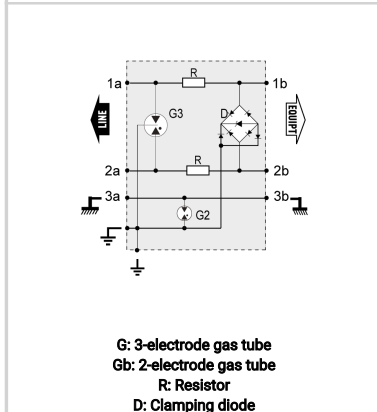 R
1a
1b
G3
D
LINE
EQUIPT
R
2a
2b
3a
3b
G2
G: 3-electrode gas tube
Gb: 2-electrode gas tube
R: Resistor
D: Clamping diode